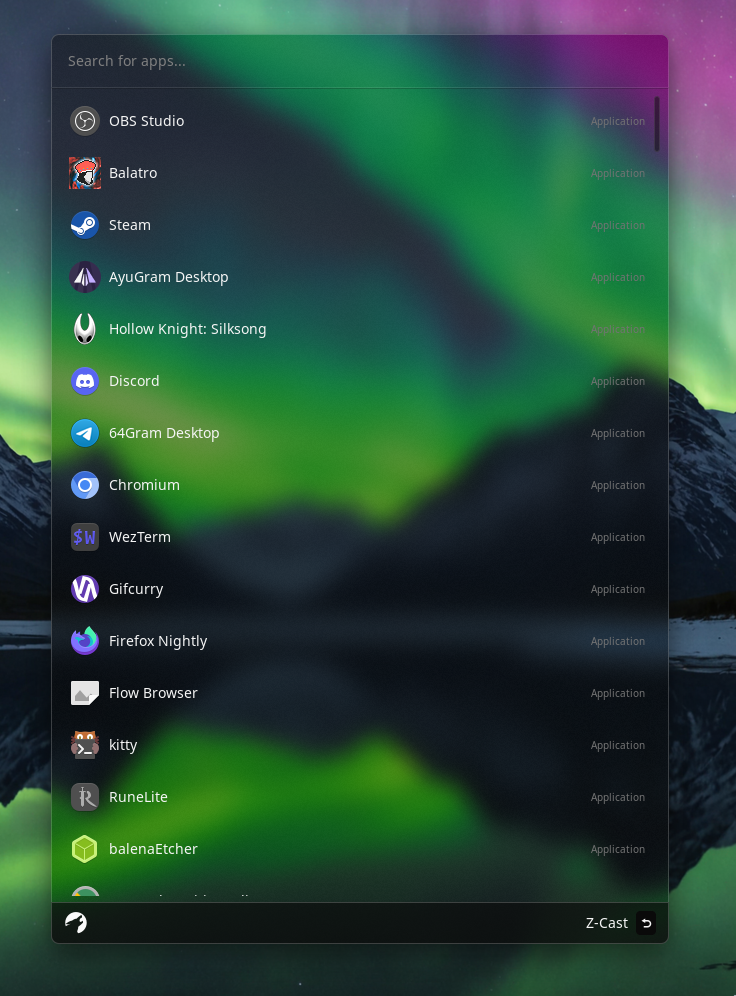 Search for apps...
OBS Studio Application
Balatro Application
Steam Application
AyuGram Desktop Application
Hollow Knight: Silksong Application
Discord Application
64Gram Desktop Application
Chromium Application
$W WezTerm Application
Gifcurry Application
Firefox Nightly Application
Flow Browser Application
kitty Application
RuneLite Application
balenaEtcher Application
Z-Cast